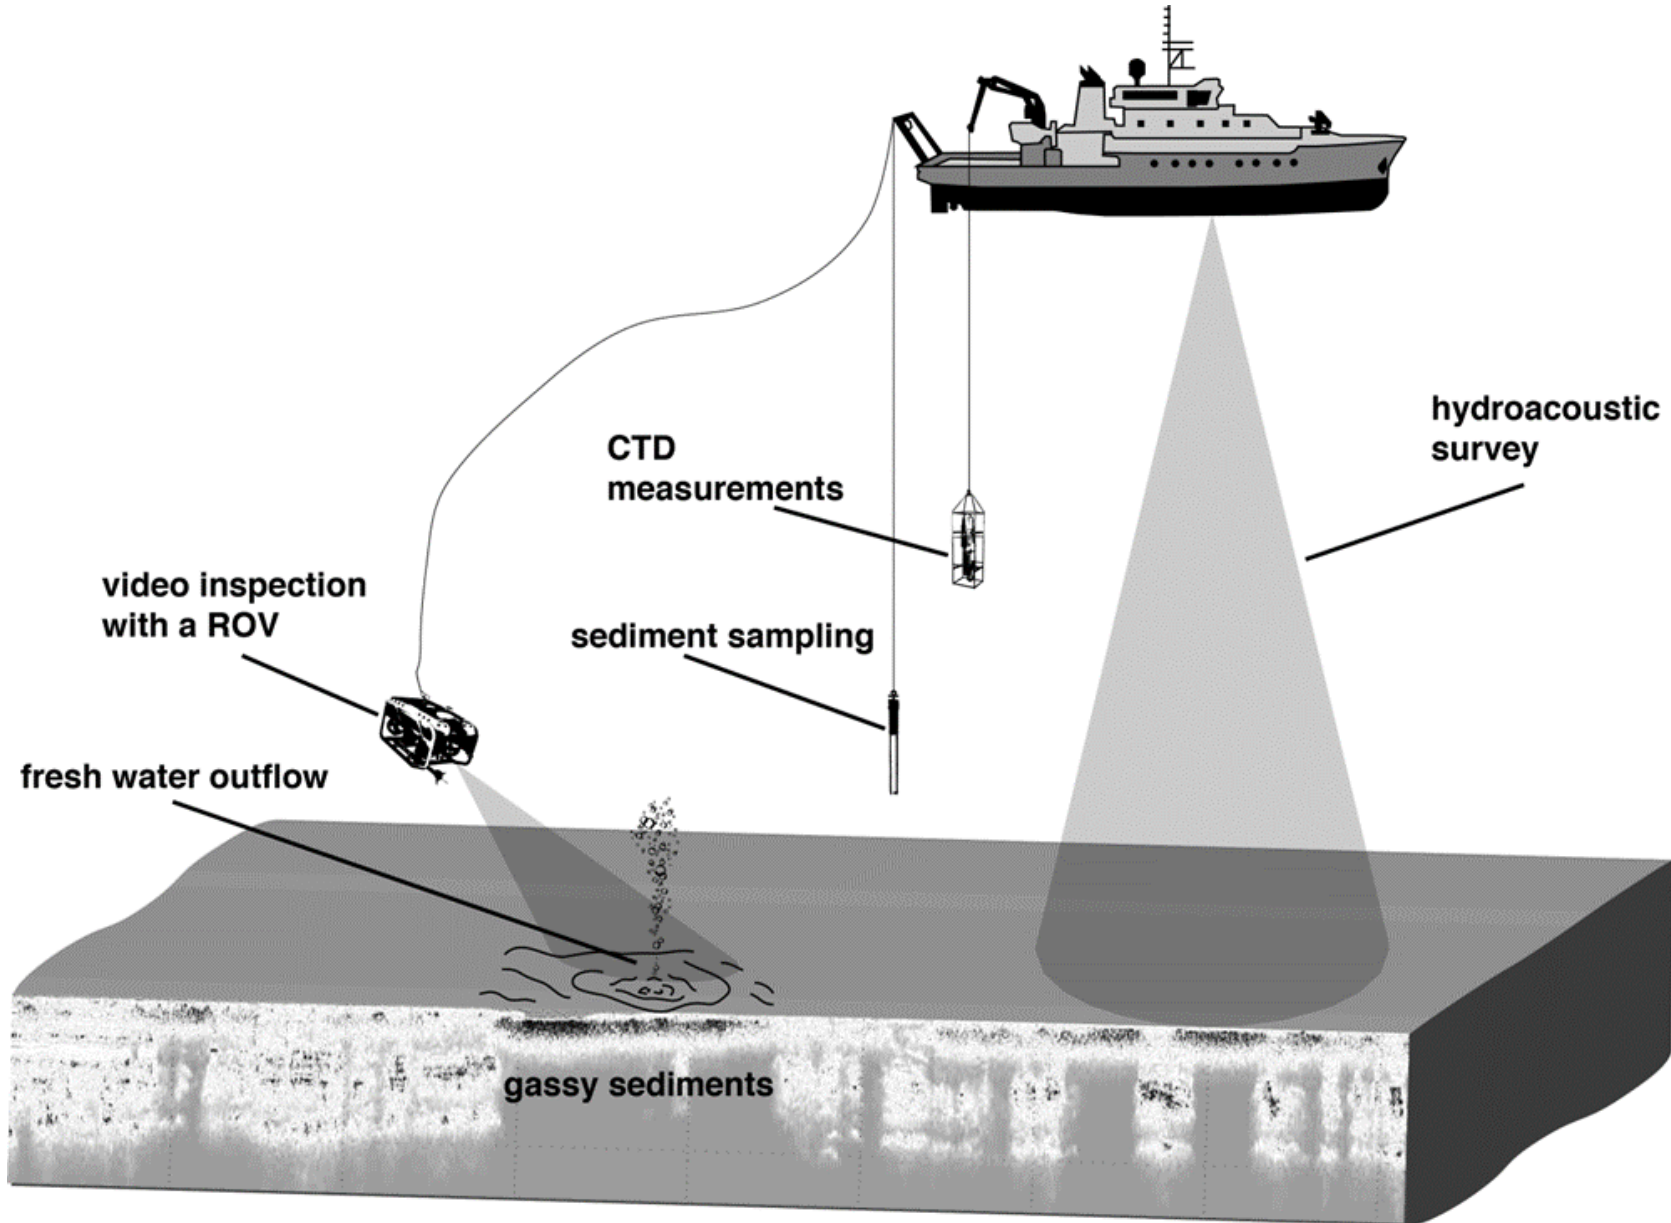 hydroacoustic
survey
CTD
measurements
video inspection
with a ROV
sediment sampling
fresh water outflow
gassy sediments